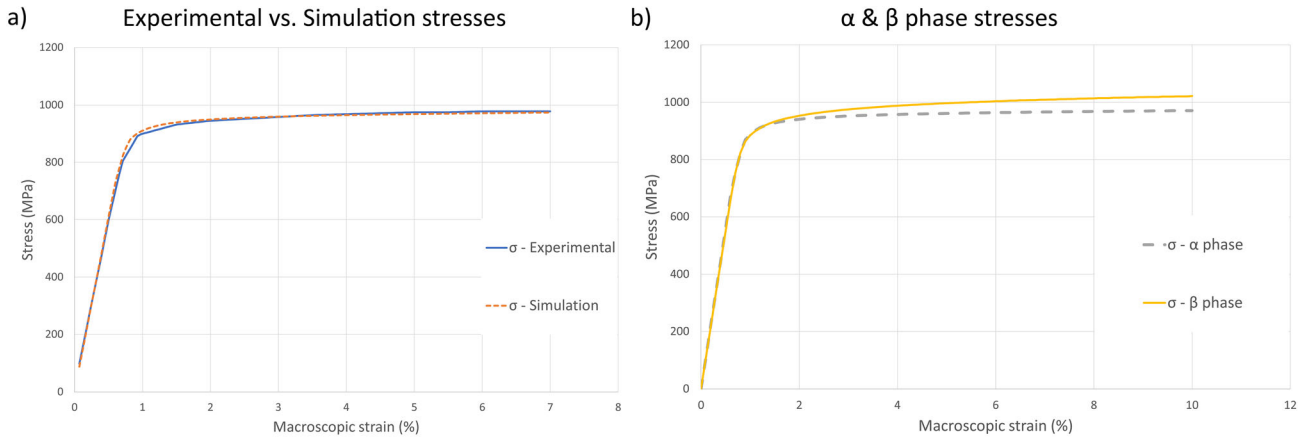 a) Experimental vs. Simulation stresses
1200
1000
800
600
400
200
0
0 1 2 3 4 5 6 7 8
Stress (MPa)
Macroscopic strain (%)
σ - Experimental
σ - Simulation
b) α & β phase stresses
1200
1000
800
600
400
200
0
0 2 4 6 8 10 12
Stress (MPa)
Macroscopic strain (%)
σ - α phase
σ - β phase